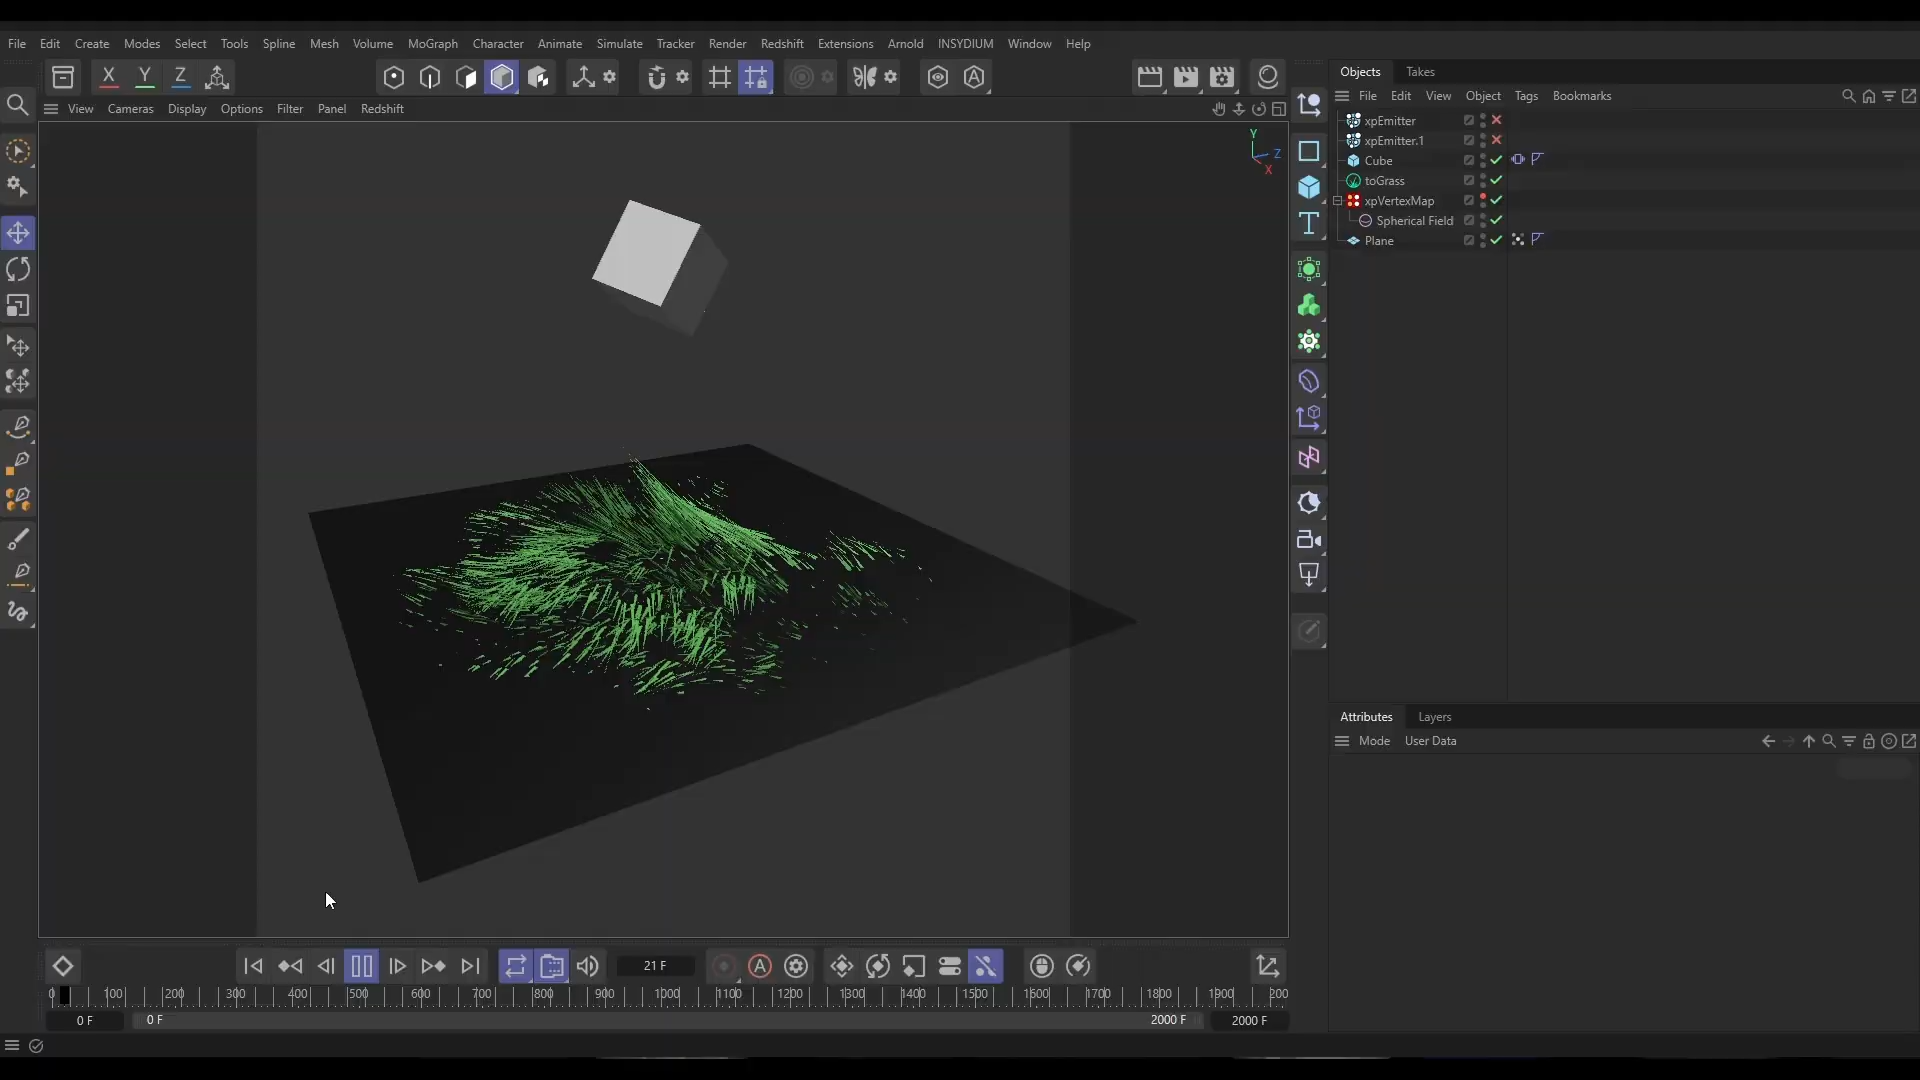 File Edit Create Modes Select Tools Spline Mesh Volume MoGraph Character Animate Simulate Tracker Render Redshift Extensions Arnold INSYDIUM Window Help
X Y Z
View Cameras Display Options Filter Panel Redshift
Y
Z
X
Objects Takes
File Edit View Object Tags Bookmarks
xpEmitter
xpEmitter.1
Cube
toGrass
xpVertexMap
Spherical Field
Plane
Attributes Layers
Mode User Data
21 F
0 100 200 300 400 500 600 700 800 900 1000 1100 1200 1300 1400 1500 1600 1700 1800 1900 200
0 F 0 F 2000 F 2000 F